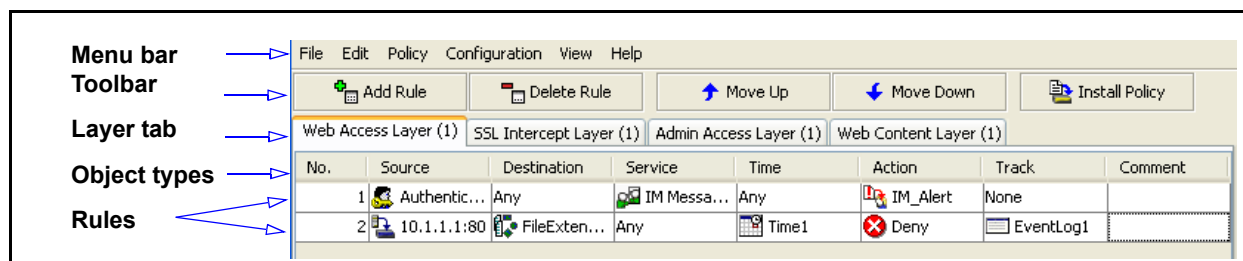 Menu bar
File Edit Policy Configuration View Help
Toolbar
Add Rule Delete Rule Move Up Move Down Install Policy
Layer tab
Web Access Layer (1) SSL Intercept Layer (1) Admin Access Layer (1) Web Content Layer (1)
Object types
No. Source Destination Service Time Action Track Comment
Rules
1 Authentic... Any IM Messa... Any IM_Alert None
2 10.1.1.1:80 FileExten... Any Time1 Deny EventLog1